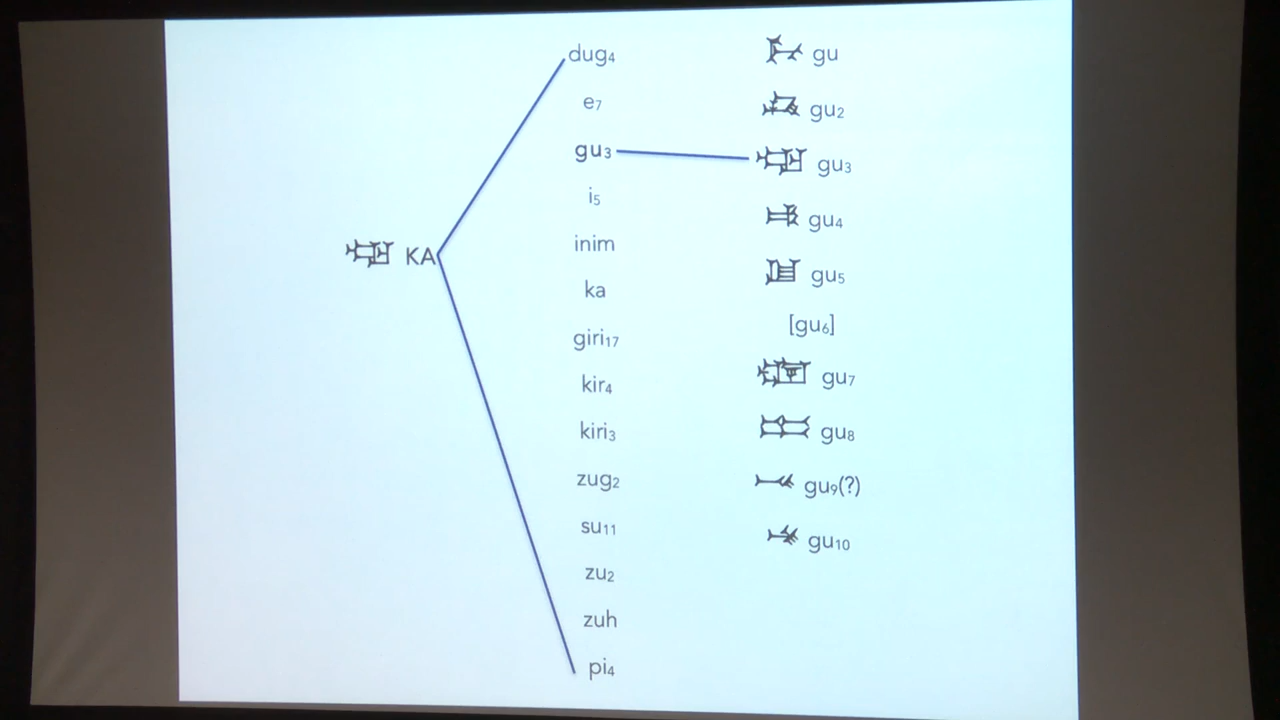 𒅗 KA
dug₄
e₇
gu₃
i₅
inim
ka
giri₁₇
kir₄
kiri₃
zug₂
su₁₁
zu₂
zuh
pi₄
gu
gu₂
𒅗 gu₃
gu₄
gu₅
[gu₆]
gu₇
gu₈
gu₉(?)
gu₁₀